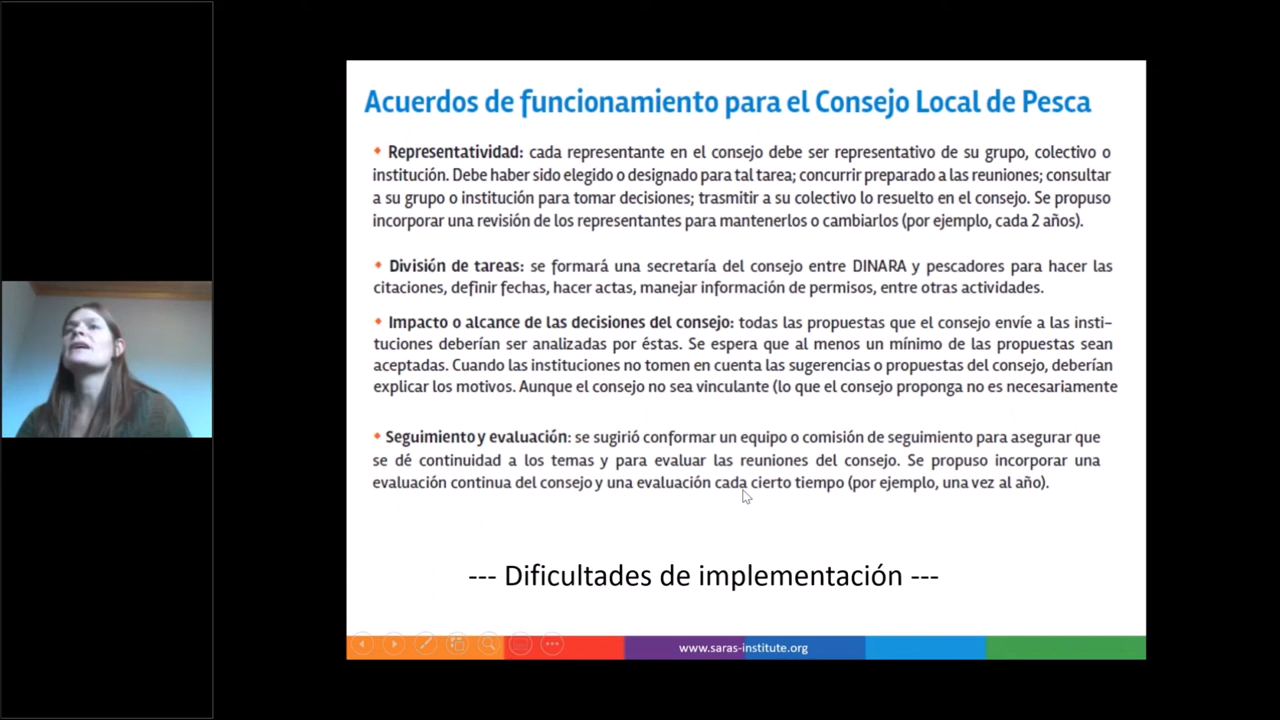 Acuerdos de funcionamiento para el Consejo Local de Pesca
Representatividad: cada representante en el consejo debe ser representativo de su grupo, colectivo o
institución. Debe haber sido elegido o designado para tal tarea; concurrir preparado a las reuniones; consultar
a su grupo o institución para tomar decisiones; trasmitir a su colectivo lo resuelto en el consejo. Se propuso
incorporar una revisión de los representantes para mantenerlos o cambiarlos (por ejemplo, cada 2 años).
División de tareas: se formará una secretaría del consejo entre DINARA y pescadores para hacer las
citaciones, definir fechas, hacer actas, manejar información de permisos, entre otras actividades.
Impacto o alcance de las decisiones del consejo: todas las propuestas que el consejo envíe a las insti-
tuciones deberían ser analizadas por éstas. Se espera que al menos un mínimo de las propuestas sean
aceptadas. Cuando las instituciones no tomen en cuenta las sugerencias o propuestas del consejo, deberían
explicar los motivos. Aunque el consejo no sea vinculante (lo que el consejo proponga no es necesariamente
Seguimiento y evaluación: se sugirió conformar un equipo o comisión de seguimiento para asegurar que
se dé continuidad a los temas y para evaluar las reuniones del consejo. Se propuso incorporar una
evaluación continua del consejo y una evaluación cada cierto tiempo (por ejemplo, una vez al año).
--- Dificultades de implementación ---
www.saras-institute.org